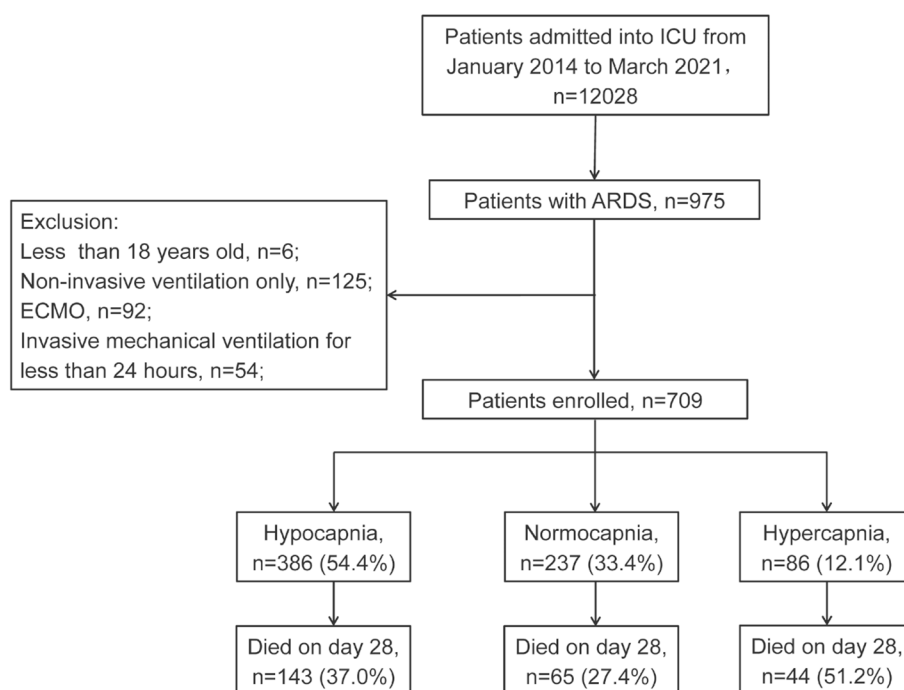 Patients admitted into ICU from
January 2014 to March 2021，
n=12028
Patients with ARDS, n=975
Exclusion:
Less than 18 years old, n=6;
Non-invasive ventilation only, n=125;
ECMO, n=92;
Invasive mechanical ventilation for
less than 24 hours, n=54;
Patients enrolled, n=709
Hypocapnia,
n=386 (54.4%)
Normocapnia,
n=237 (33.4%)
Hypercapnia,
n=86 (12.1%)
Died on day 28,
n=143 (37.0%)
Died on day 28,
n=65 (27.4%)
Died on day 28,
n=44 (51.2%)